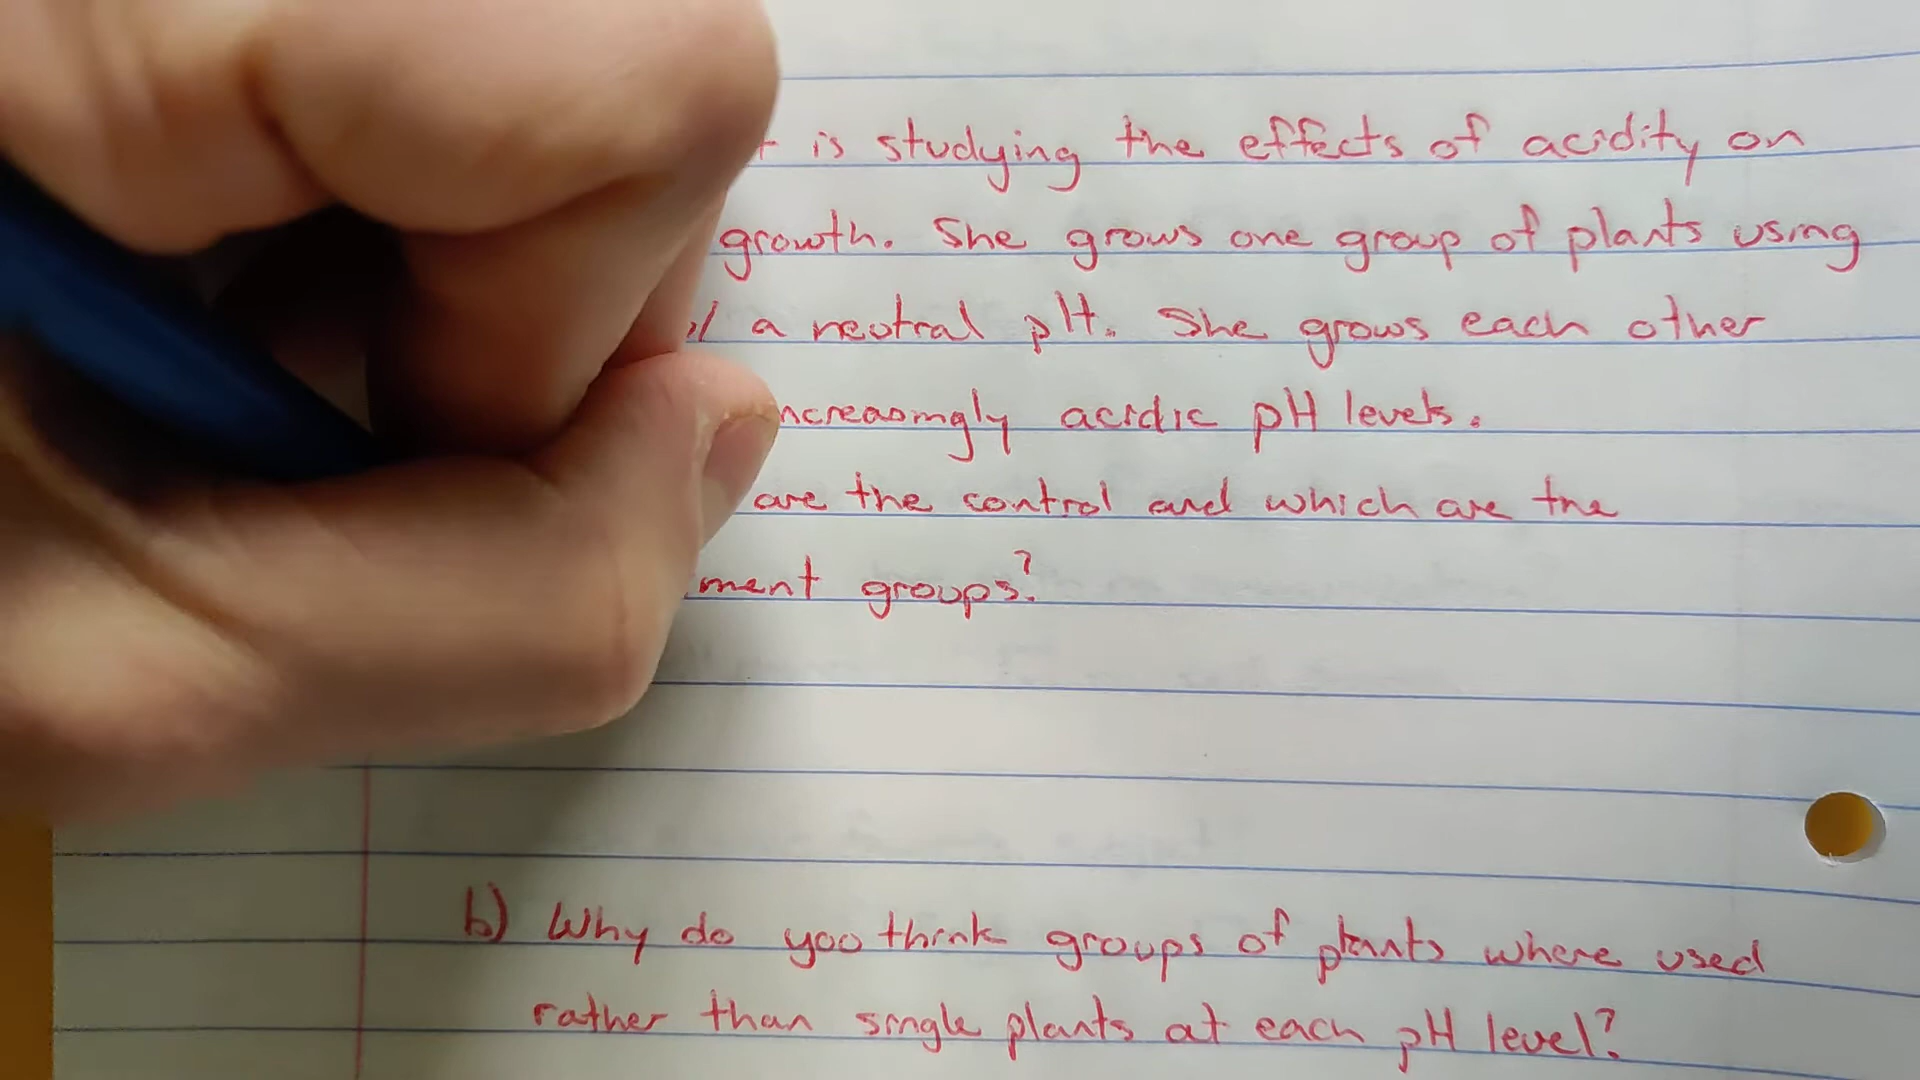 is studying the effects of acidity on
growth. She grows one group of plants using
a neutral pH. She grows each other
acidic pH levels.
are the control and which are the
groups?
b) Why do you think groups of plants where used
rather than single plants at each pH level?